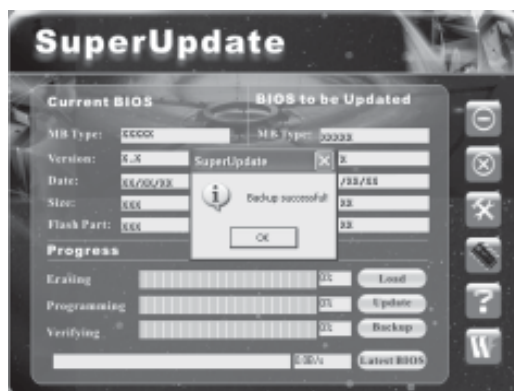 SuperUpdate
Current BIOS
BIOS to be Updated
MB Type: XXXXX
MB Type: XXXXX
Version: X.X
X
Date: XX/XX/XX
/XX/XX
Size: XXX
XX
Flash Part: XXX
XX
SuperUpdate
Backup successful!
OK
Progress
Erasing 0% Load
Programming 0% Update
Verifying 0% Backup
0.0B/s Latest BIOS
?
W